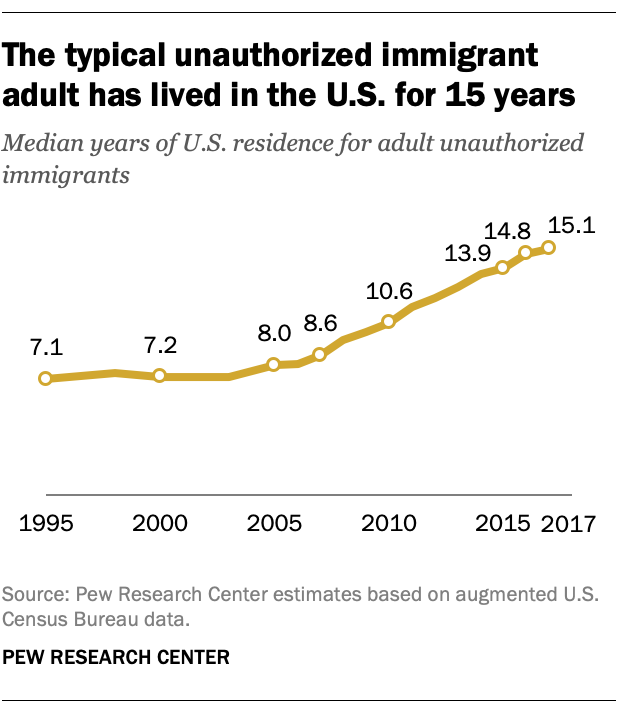 The typical unauthorized immigrant
adult has lived in the U.S. for 15 years
Median years of U.S. residence for adult unauthorized
immigrants
7.1
7.2
8.0
8.6
10.6
13.9
14.8
15.1
1995
2000
2005
2010
2015
2017
Source: Pew Research Center estimates based on augmented U.S.
Census Bureau data.
PEW RESEARCH CENTER